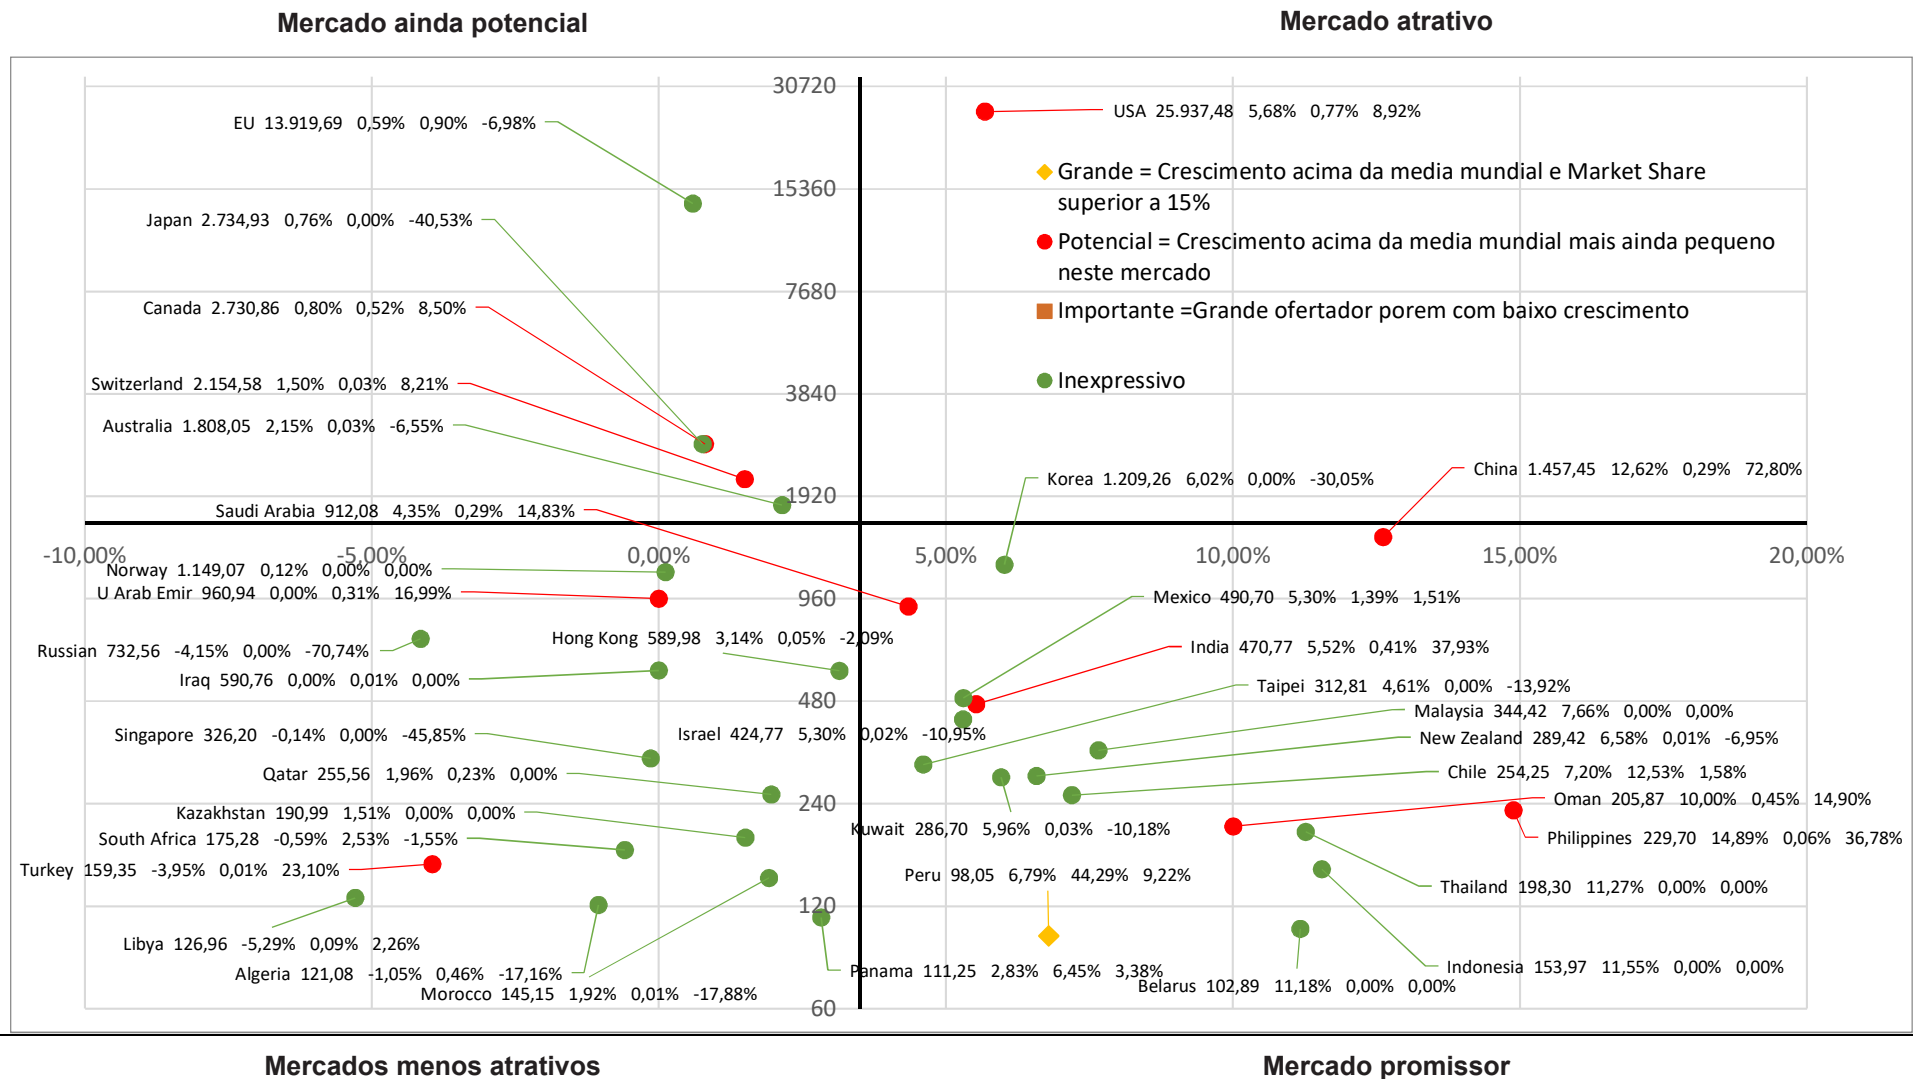 Mercado ainda potencial
Mercado atrativo
30720
EU 13.919,69 0,59% 0,90% -6,98%
USA 25.937,48 5,68% 0,77% 8,92%
Grande = Crescimento acima da media mundial e Market Share
superior a 15%
15360
Japan 2.734,93 0,76% 0,00% -40,53%
Potencial = Crescimento acima da media mundial mais ainda pequeno
neste mercado
7680
Canada 2.730,86 0,80% 0,52% 8,50%
Importante =Grande ofertador porem com baixo crescimento
Switzerland 2.154,58 1,50% 0,03% 8,21%
Inexpressivo
3840
Australia 1.808,05 2,15% 0,03% -6,55%
China 1.457,45 12,62% 0,29% 72,80%
Korea 1.209,26 6,02% 0,00% -30,05%
1920
Saudi Arabia 912,08 4,35% 0,29% 14,83%
-10,00% -5,00% 0,00% 5,00% 10,00% 15,00% 20,00%
Norway 1.149,07 0,12% 0,00% 0,00%
U Arab Emir 960,94 0,00% 0,31% 16,99%
960
Mexico 490,70 5,30% 1,39% 1,51%
Hong Kong 589,98 3,14% 0,05% -2,09%
Russian 732,56 -4,15% 0,00% -70,74%
India 470,77 5,52% 0,41% 37,93%
Iraq 590,76 0,00% 0,01% 0,00%
Taipei 312,81 4,61% 0,00% -13,92%
480
Malaysia 344,42 7,66% 0,00% 0,00%
Singapore 326,20 -0,14% 0,00% -45,85%
Israel 424,77 5,30% 0,02% -10,95%
New Zealand 289,42 6,58% 0,01% -6,95%
Qatar 255,56 1,96% 0,23% 0,00%
Chile 254,25 7,20% 12,53% 1,58%
Oman 205,87 10,00% 0,45% 14,90%
240
Kazakhstan 190,99 1,51% 0,00% 0,00%
Kuwait 286,70 5,96% 0,03% -10,18%
South Africa 175,28 -0,59% 2,53% -1,55%
Philippines 229,70 14,89% 0,06% 36,78%
Turkey 159,35 -3,95% 0,01% 23,10%
Peru 98,05 6,79% 44,29% 9,22%
Thailand 198,30 11,27% 0,00% 0,00%
120
Libya 126,96 -5,29% 0,09% 2,26%
Indonesia 153,97 11,55% 0,00% 0,00%
Algeria 121,08 -1,05% 0,46% -17,16%
Panama 111,25 2,83% 6,45% 3,38%
Belarus 102,89 11,18% 0,00% 0,00%
Morocco 145,15 1,92% 0,01% -17,88%
60
Mercados menos atrativos
Mercado promissor